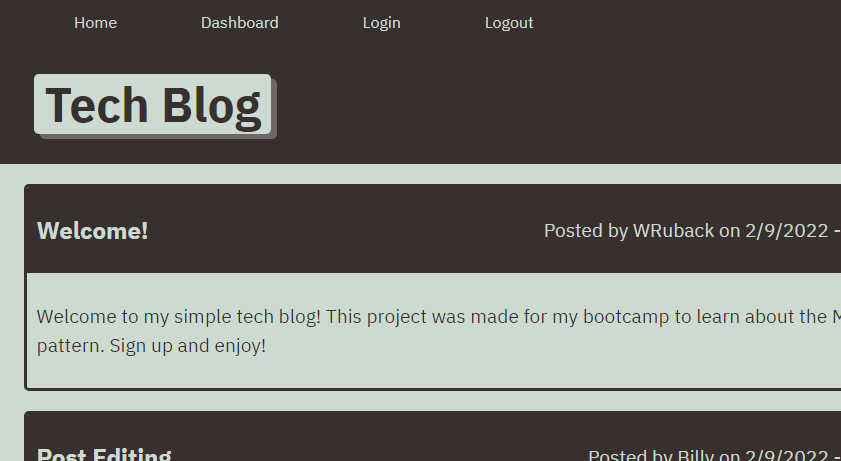 Home Dashboard Login Logout
Tech Blog
Welcome! Posted by WRuback on 2/9/2022 -
Welcome to my simple tech blog! This project was made for my bootcamp to learn about the
pattern. Sign up and enjoy!
Post Editing Posted by Billy on 2/9/2022 -